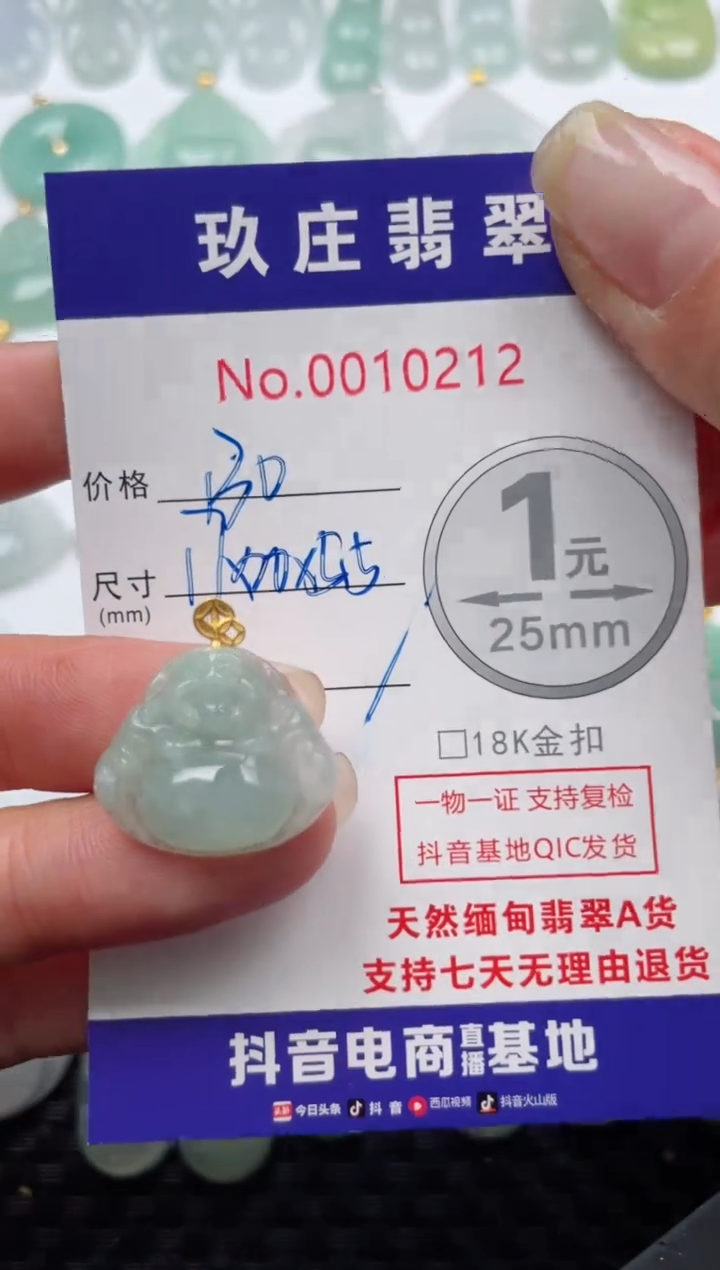 玖庄翡翠
No.0010212
价格
尺寸
(mm)
1元
25mm
□18K金扣
一物一证 支持复检
抖音基地QIC发货
天然缅甸翡翠A货
支持七天无理由退货
抖音电商直播基地
头条 今日头条 抖音 西瓜视频 抖音火山版